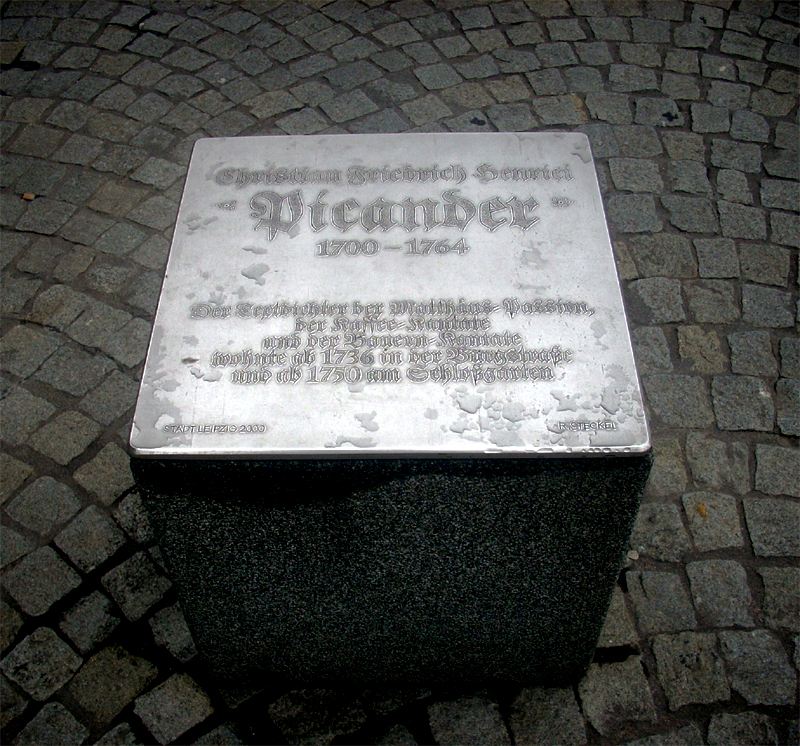 Christian Friedrich Henrici
"Picander"
1700 – 1764
Der Textdichter der Matthäus-Passion,
der Kaffee-Kantate
und der Bauern-Kantate
wohnte ab 1736 in der Burgstraße
und ab 1750 am Schloßgarten
STADT LEIPZIG 2000